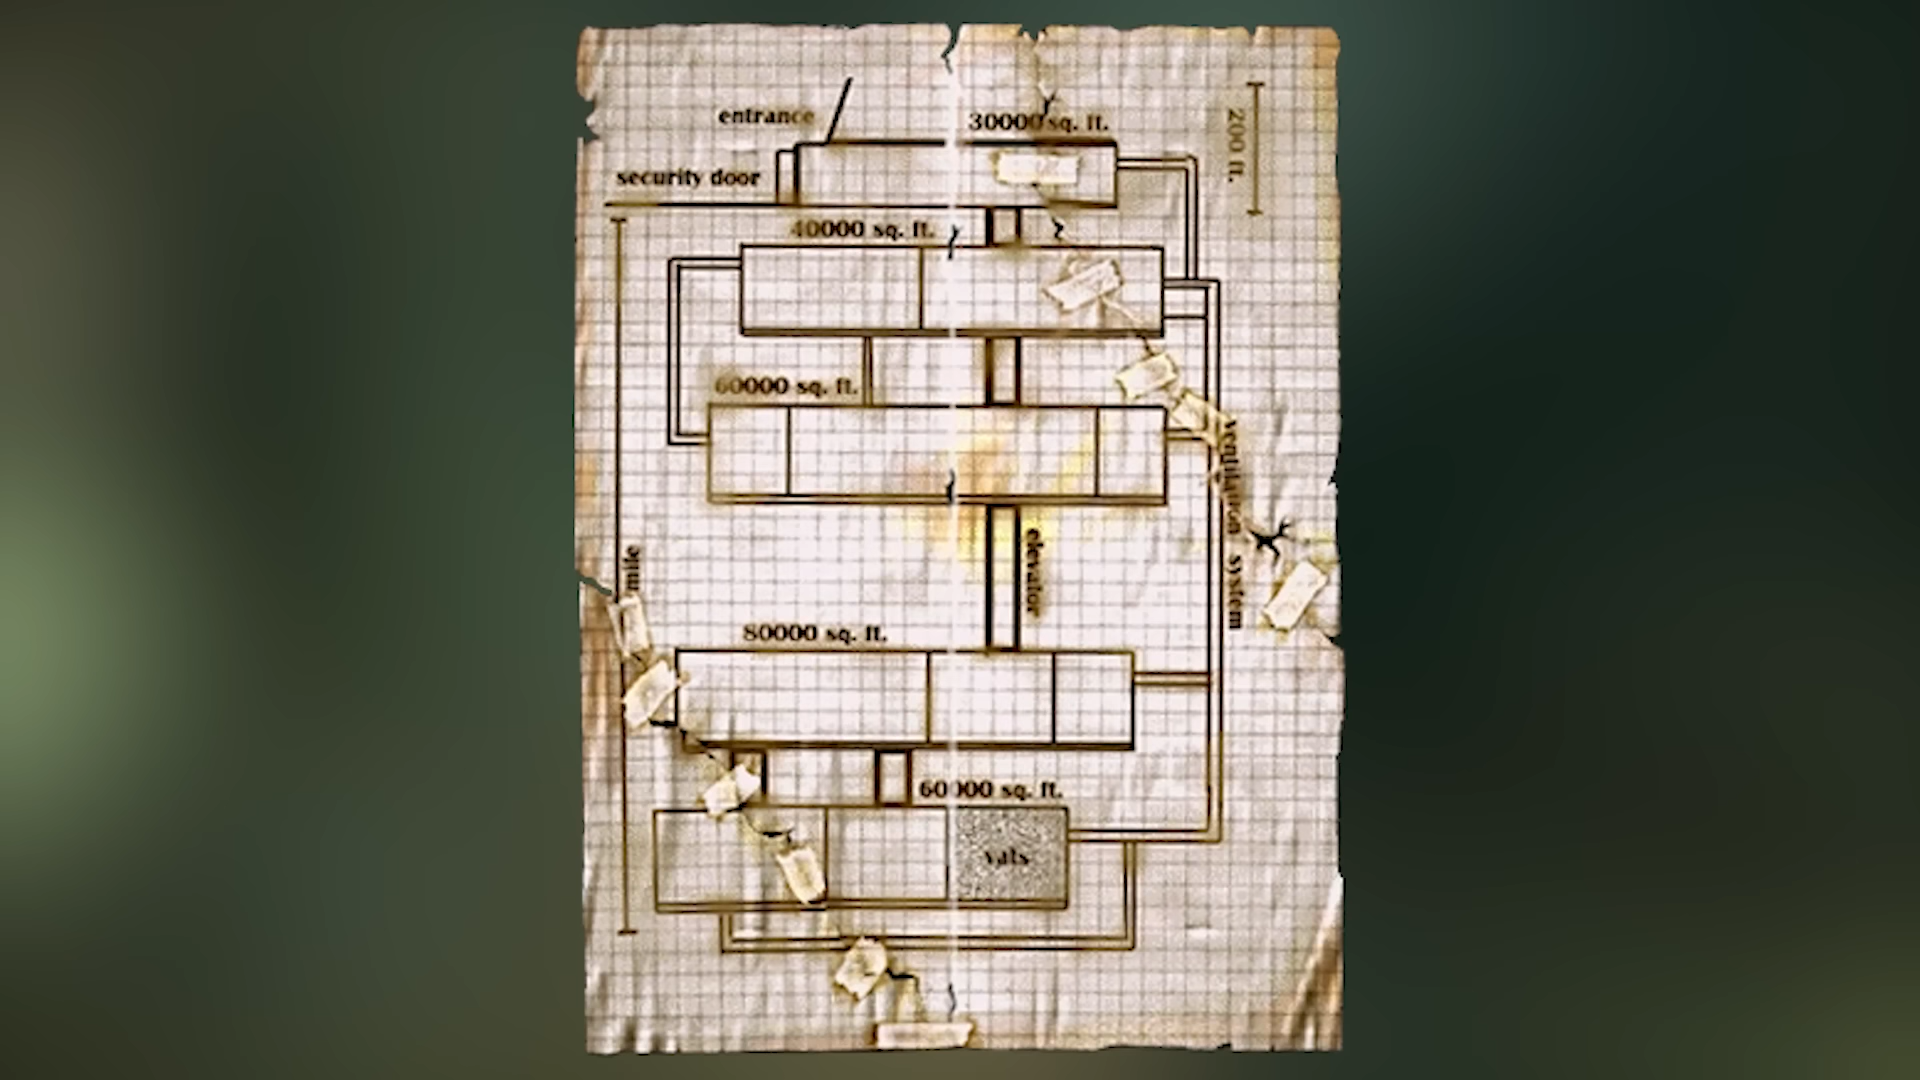 entrance
30000 sq. ft.
200 ft.
security door
40000 sq. ft.
60000 sq. ft.
ventilation system
elevator
mile
80000 sq. ft.
60000 sq. ft.
vats